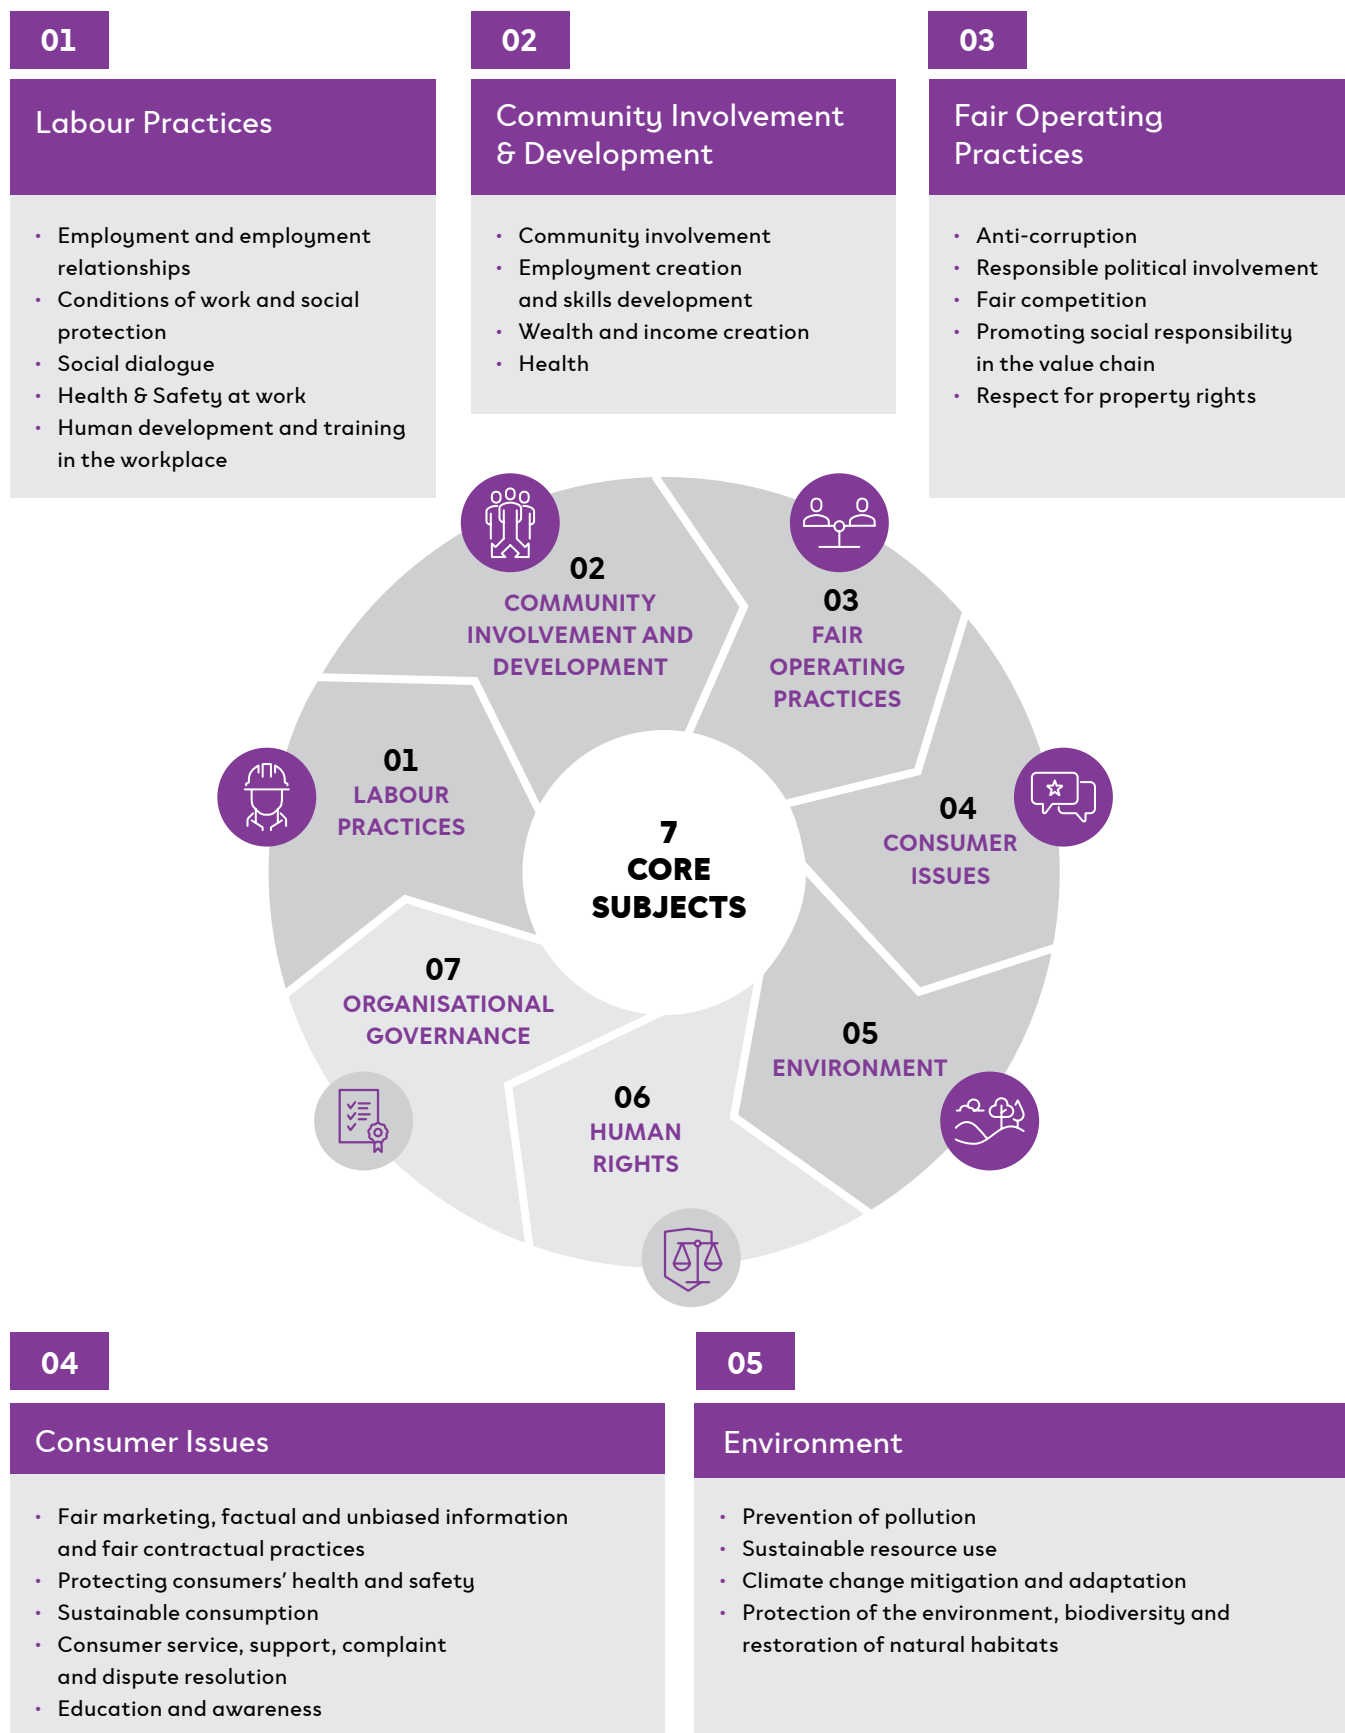 01
Labour Practices
• Employment and employment
relationships
• Conditions of work and social
protection
• Social dialogue
• Health & Safety at work
• Human development and training
in the workplace
02
Community Involvement
& Development
• Community involvement
• Employment creation
and skills development
• Wealth and income creation
• Health
03
Fair Operating
Practices
• Anti-corruption
• Responsible political involvement
• Fair competition
• Promoting social responsibility
in the value chain
• Respect for property rights
02
COMMUNITY
INVOLVEMENT AND
DEVELOPMENT
03
FAIR
OPERATING
PRACTICES
01
LABOUR
PRACTICES
7
CORE
SUBJECTS
04
CONSUMER
ISSUES
07
ORGANISATIONAL
GOVERNANCE
05
ENVIRONMENT
06
HUMAN
RIGHTS
04
Consumer Issues
• Fair marketing, factual and unbiased information
and fair contractual practices
• Protecting consumers’ health and safety
• Sustainable consumption
• Consumer service, support, complaint
and dispute resolution
• Education and awareness
05
Environment
• Prevention of pollution
• Sustainable resource use
• Climate change mitigation and adaptation
• Protection of the environment, biodiversity and
restoration of natural habitats